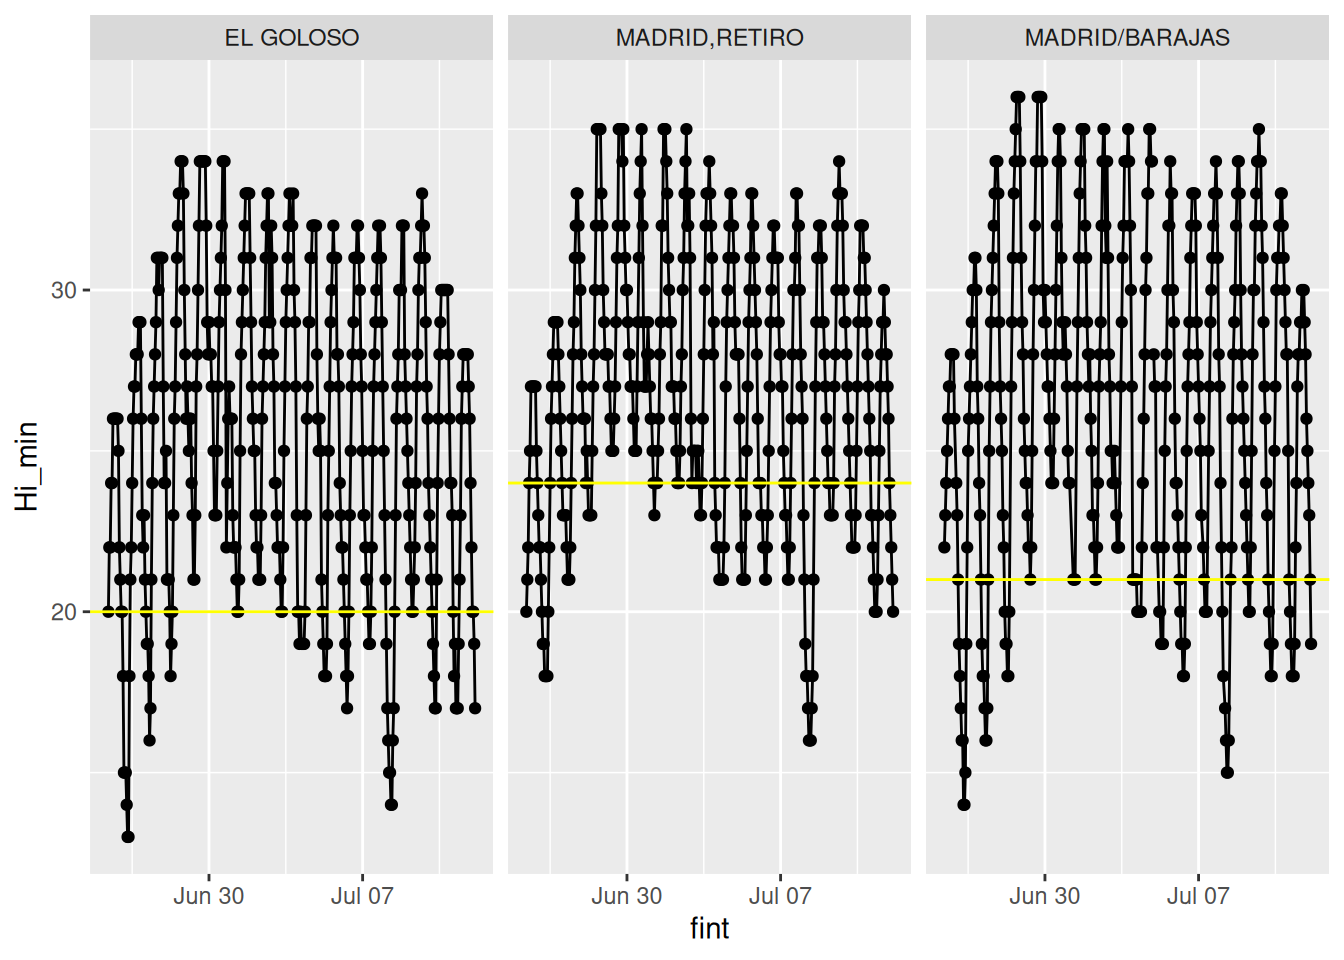 EL GOLOSO
MADRID,RETIRO
MADRID/BARAJAS
Hi_min
30
20
Jun 30
Jul 07
Jun 30
Jul 07
Jun 30
Jul 07
fint